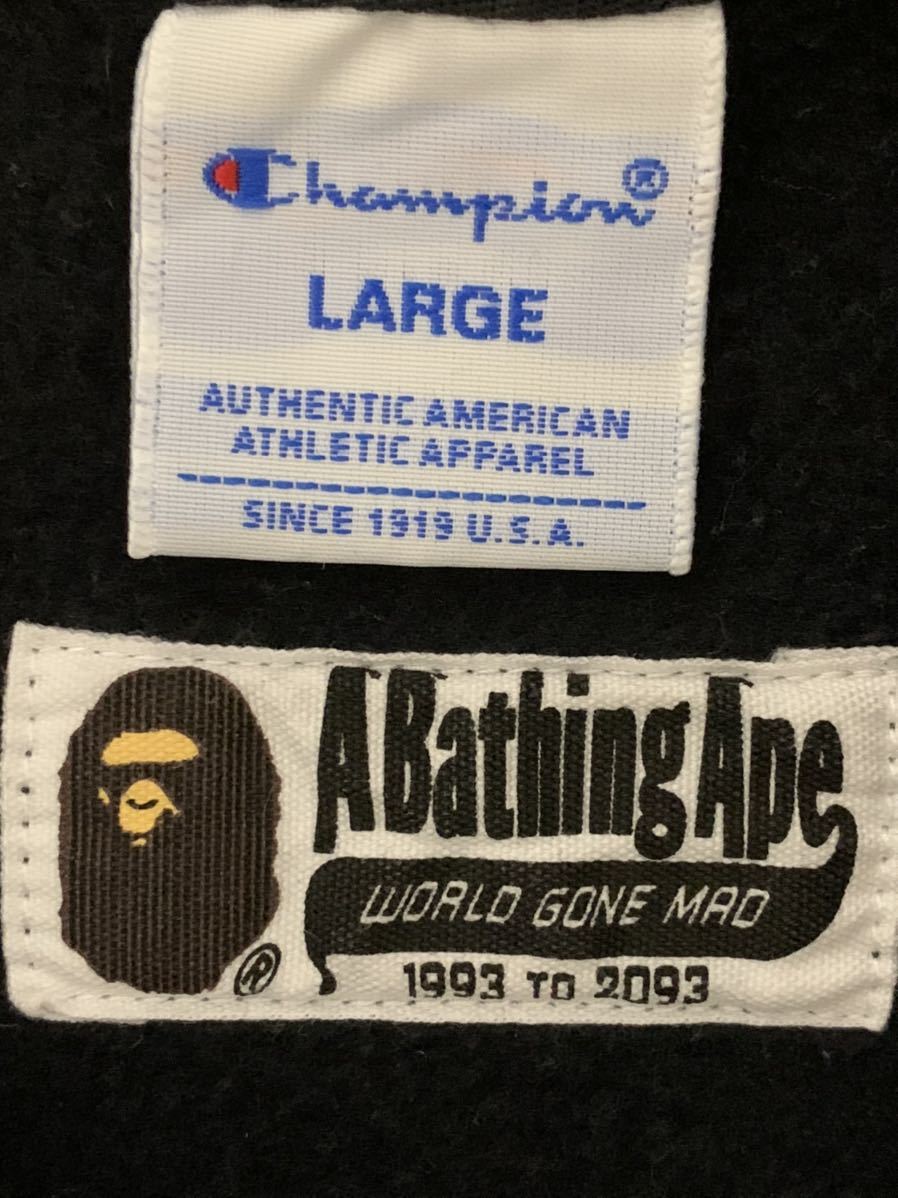 Champion®
LARGE
AUTHENTIC AMERICAN
ATHLETIC APPAREL
SINCE 1919 U.S.A.
A Bathing Ape
WORLD GONE MAD
®
1993 TO 2093